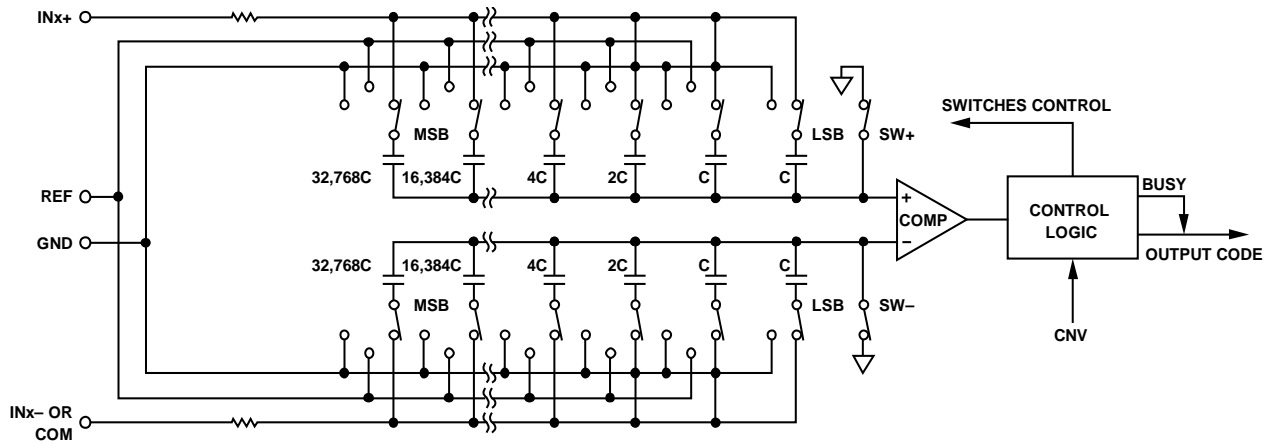 INx+
SWITCHES CONTROL
MSB
LSB
SW+
32,768C
16,384C
4C
2C
C
C
REF
BUSY
+
COMP
−
CONTROL
LOGIC
GND
OUTPUT CODE
32,768C
16,384C
4C
2C
C
C
MSB
LSB
SW−
CNV
INx− OR
COM